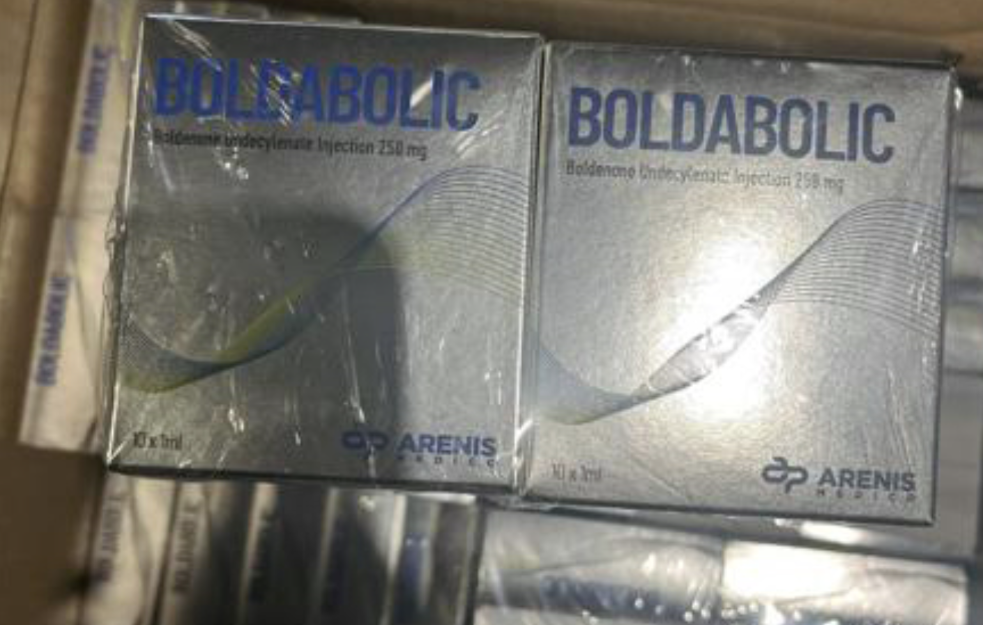 BOLDABOLIC
Boldenone undecylenate Injection 250 mg
10 x 1ml
ARENIS
MEDICO
BOLDABOLIC
Boldenone Undecylenate Injection 250 mg
10 x 1ml
ARENIS
MEDICO
BOLDABOLIC